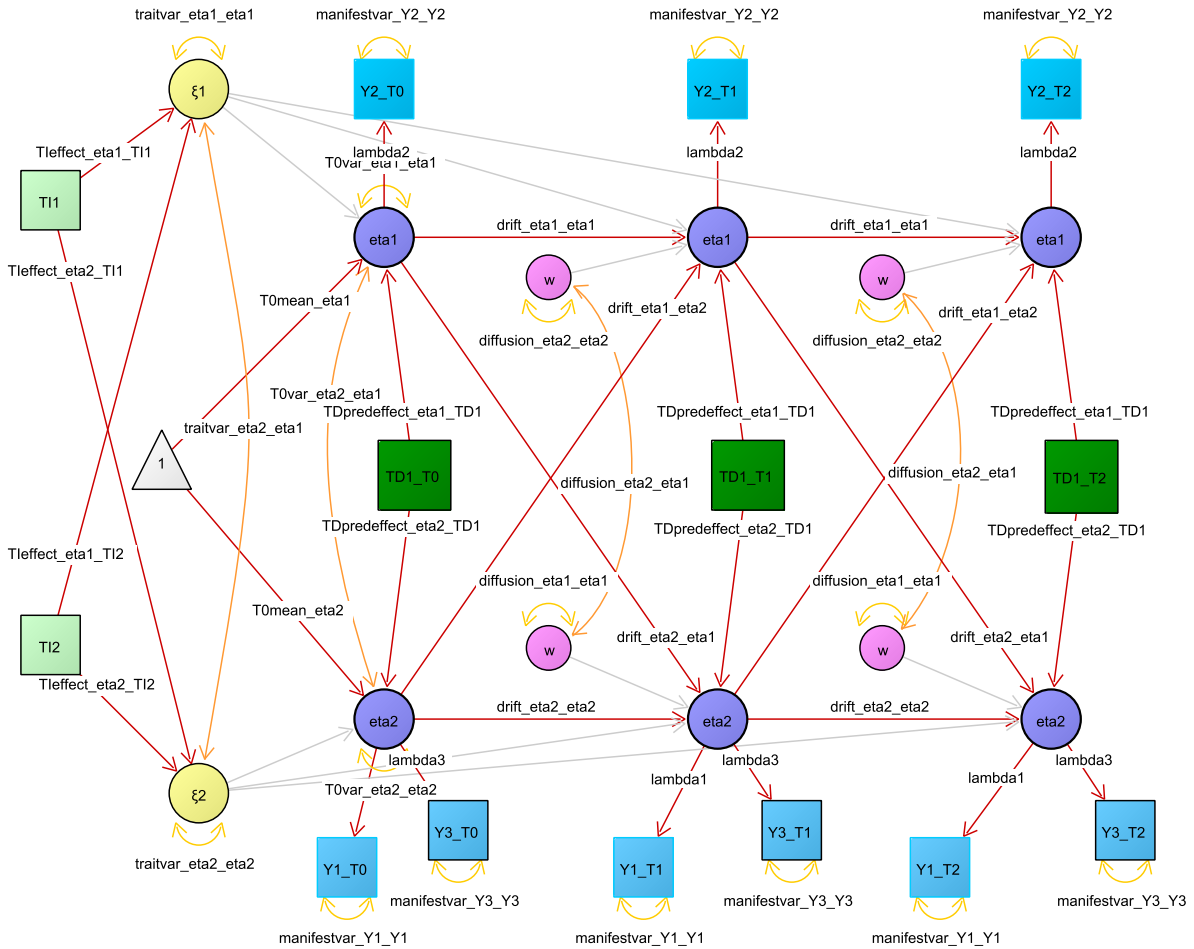 traitvar_eta1_eta1
manifestvar_Y2_Y2
manifestvar_Y2_Y2
manifestvar_Y2_Y2
ξ1
Y2_T0
Y2_T1
Y2_T2
TIeffect_eta1_TI1
lambda2
lambda2
lambda2
T0var_eta1_eta1
TI1
eta1
drift_eta1_eta1
eta1
drift_eta1_eta1
eta1
TIeffect_eta2_TI1
w
w
T0mean_eta1
drift_eta1_eta2
drift_eta1_eta2
diffusion_eta2_eta2
diffusion_eta2_eta2
T0var_eta2_eta1
TDpredeffect_eta1_TD1
TDpredeffect_eta1_TD1
TDpredeffect_eta1_TD1
traitvar_eta2_eta1
1
TD1_T0
TD1_T1
TD1_T2
diffusion_eta2_eta1
diffusion_eta2_eta1
TDpredeffect_eta2_TD1
TDpredeffect_eta2_TD1
TDpredeffect_eta2_TD1
TIeffect_eta1_TI2
diffusion_eta1_eta1
diffusion_eta1_eta1
T0mean_eta2
drift_eta2_eta1
drift_eta2_eta1
TI2
w
w
TIeffect_eta2_TI2
eta2
drift_eta2_eta2
eta2
drift_eta2_eta2
eta2
lambda3
lambda3
lambda3
lambda1
lambda1
T0var_eta2_eta2
ξ2
Y3_T0
Y3_T1
Y3_T2
traitvar_eta2_eta2
Y1_T0
Y1_T1
Y1_T2
manifestvar_Y3_Y3
manifestvar_Y3_Y3
manifestvar_Y3_Y3
manifestvar_Y1_Y1
manifestvar_Y1_Y1
manifestvar_Y1_Y1